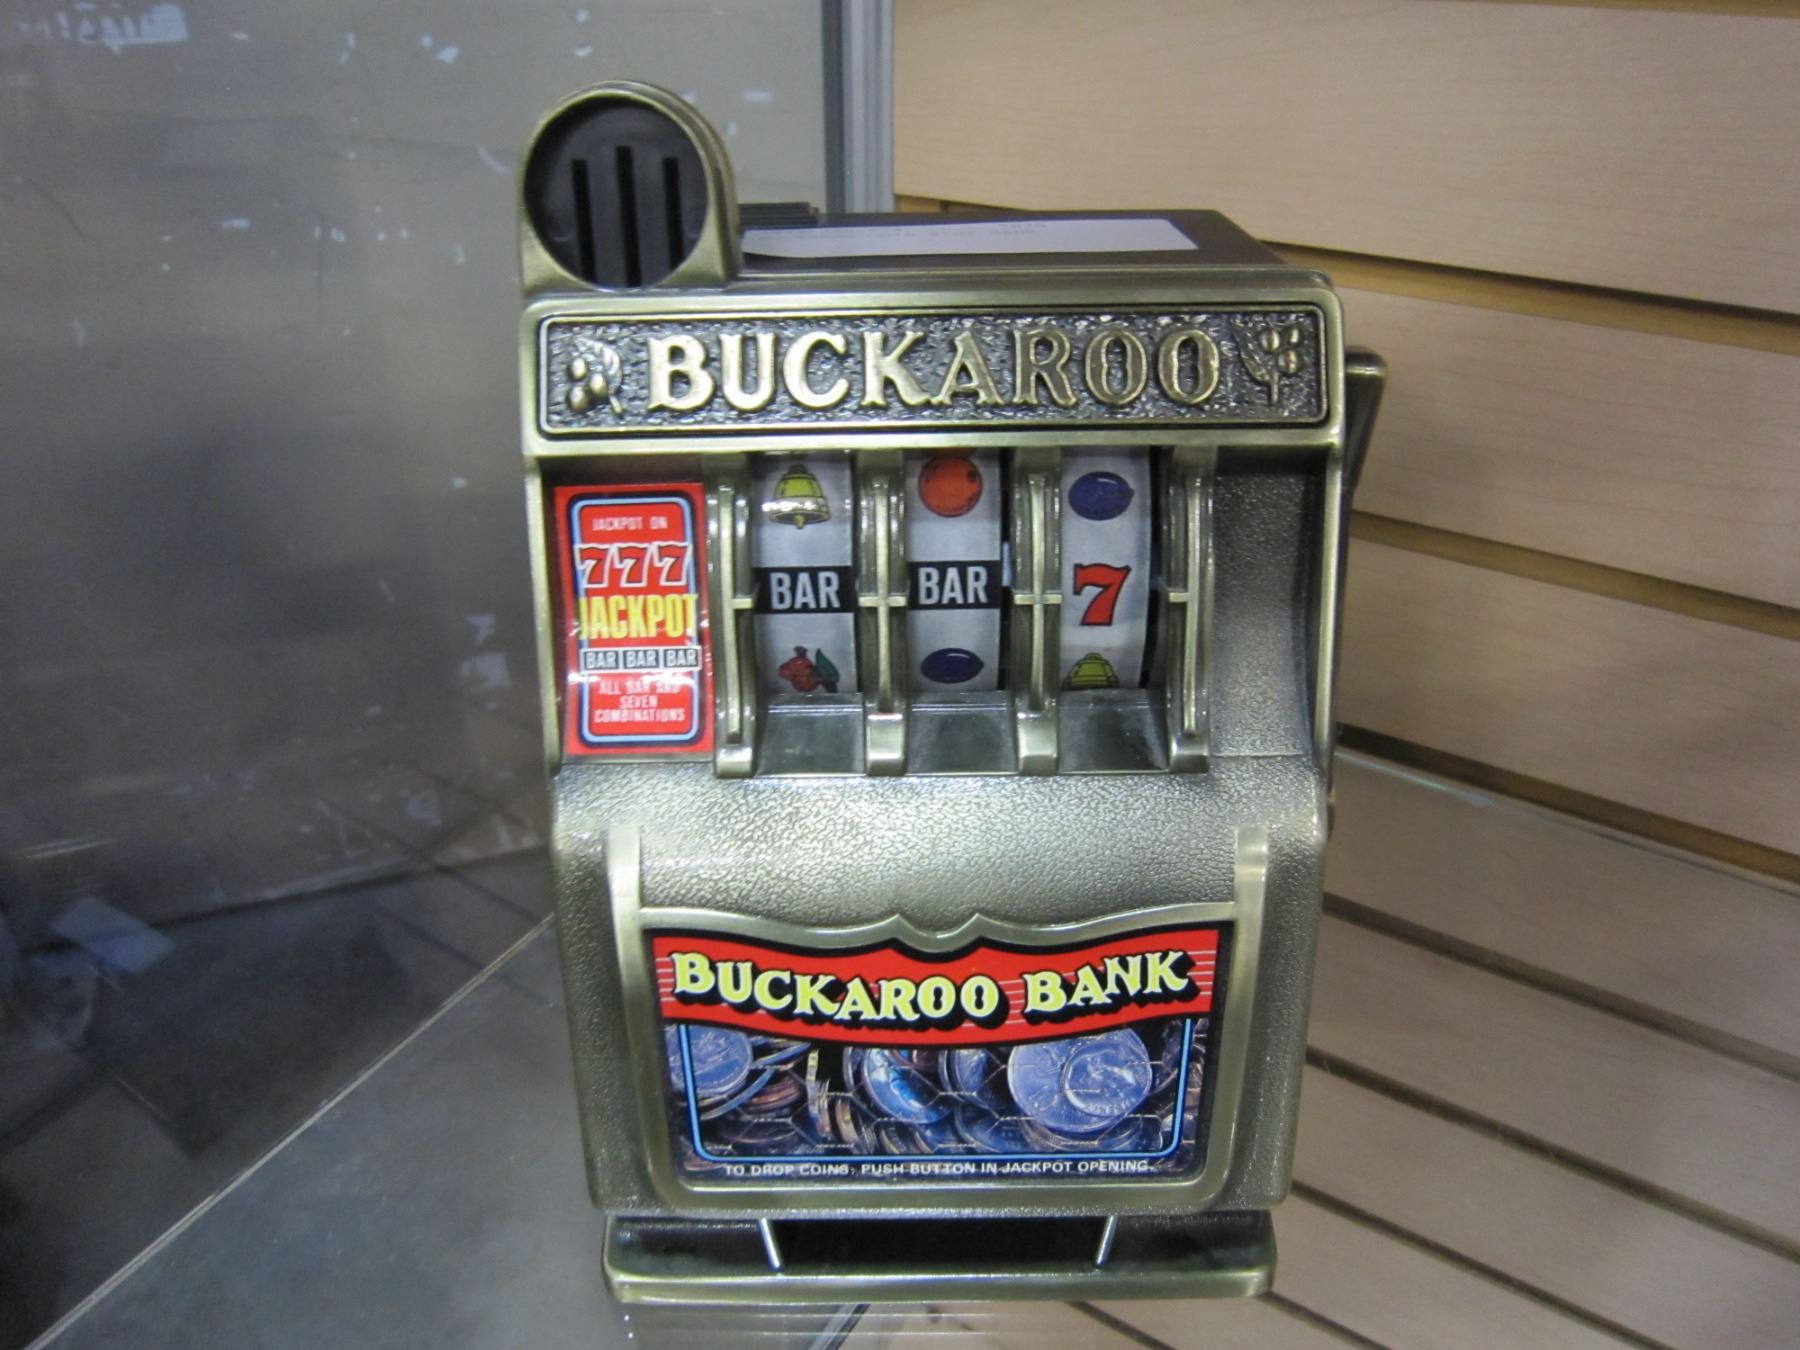 BUCKAROO
JACKPOT ON
777
JACKPOT
BAR BAR BAR
ALL BAR AND
SEVEN
COMBINATIONS
BAR BAR 7
BUCKAROO BANK
TO DROP COINS, PUSH BUTTON IN JACKPOT OPENING.